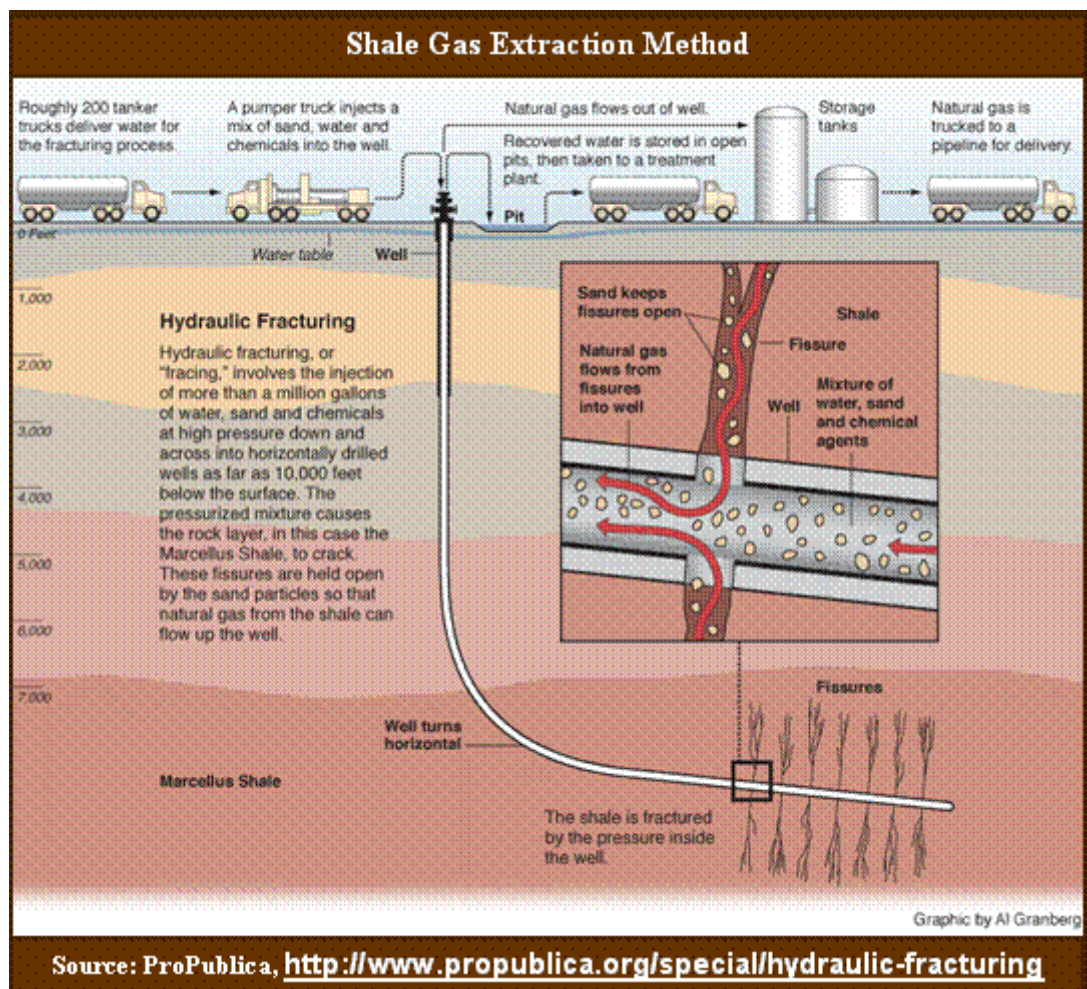 Shale Gas Extraction Method
Roughly 200 tanker
trucks deliver water for
the fracturing process.
A pumper truck injects a
mix of sand, water and
chemicals into the well.
Natural gas flows out of well.
Recovered water is stored in open
pits, then taken to a treatment
plant.
Storage
tanks
Natural gas is
trucked to a
pipeline for delivery.
Pit
0 Feet
Water table
Well
1,000
2,000
3,000
4,000
5,000
6,000
7,000
Hydraulic Fracturing
Hydraulic fracturing, or
"fracing," involves the injection
of more than a million gallons
of water, sand and chemicals
at high pressure down and
across into horizontally drilled
wells as far as 10,000 feet
below the surface. The
pressurized mixture causes
the rock layer, in this case the
Marcellus Shale, to crack.
These fissures are held open
by the sand particles so that
natural gas from the shale can
flow up the well.
Sand keeps
fissures open
Shale
Fissure
Natural gas
flows from
fissures
into well
Well
Mixture of
water, sand
and chemical
agents
Well turns
horizontal
Fissures
Marcellus Shale
The shale is fractured
by the pressure inside
the well.
Graphic by Al Granberg
Source: ProPublica, http://www.propublica.org/special/hydraulic-fracturing